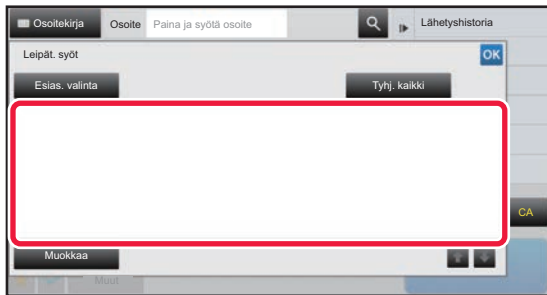 Osoitekirja Osoite Paina ja syötä osoite Lähetyshistoria
Leipät. syöt OK
Esias. valinta Tyhj. kaikki
CA
Muokkaa
Muut